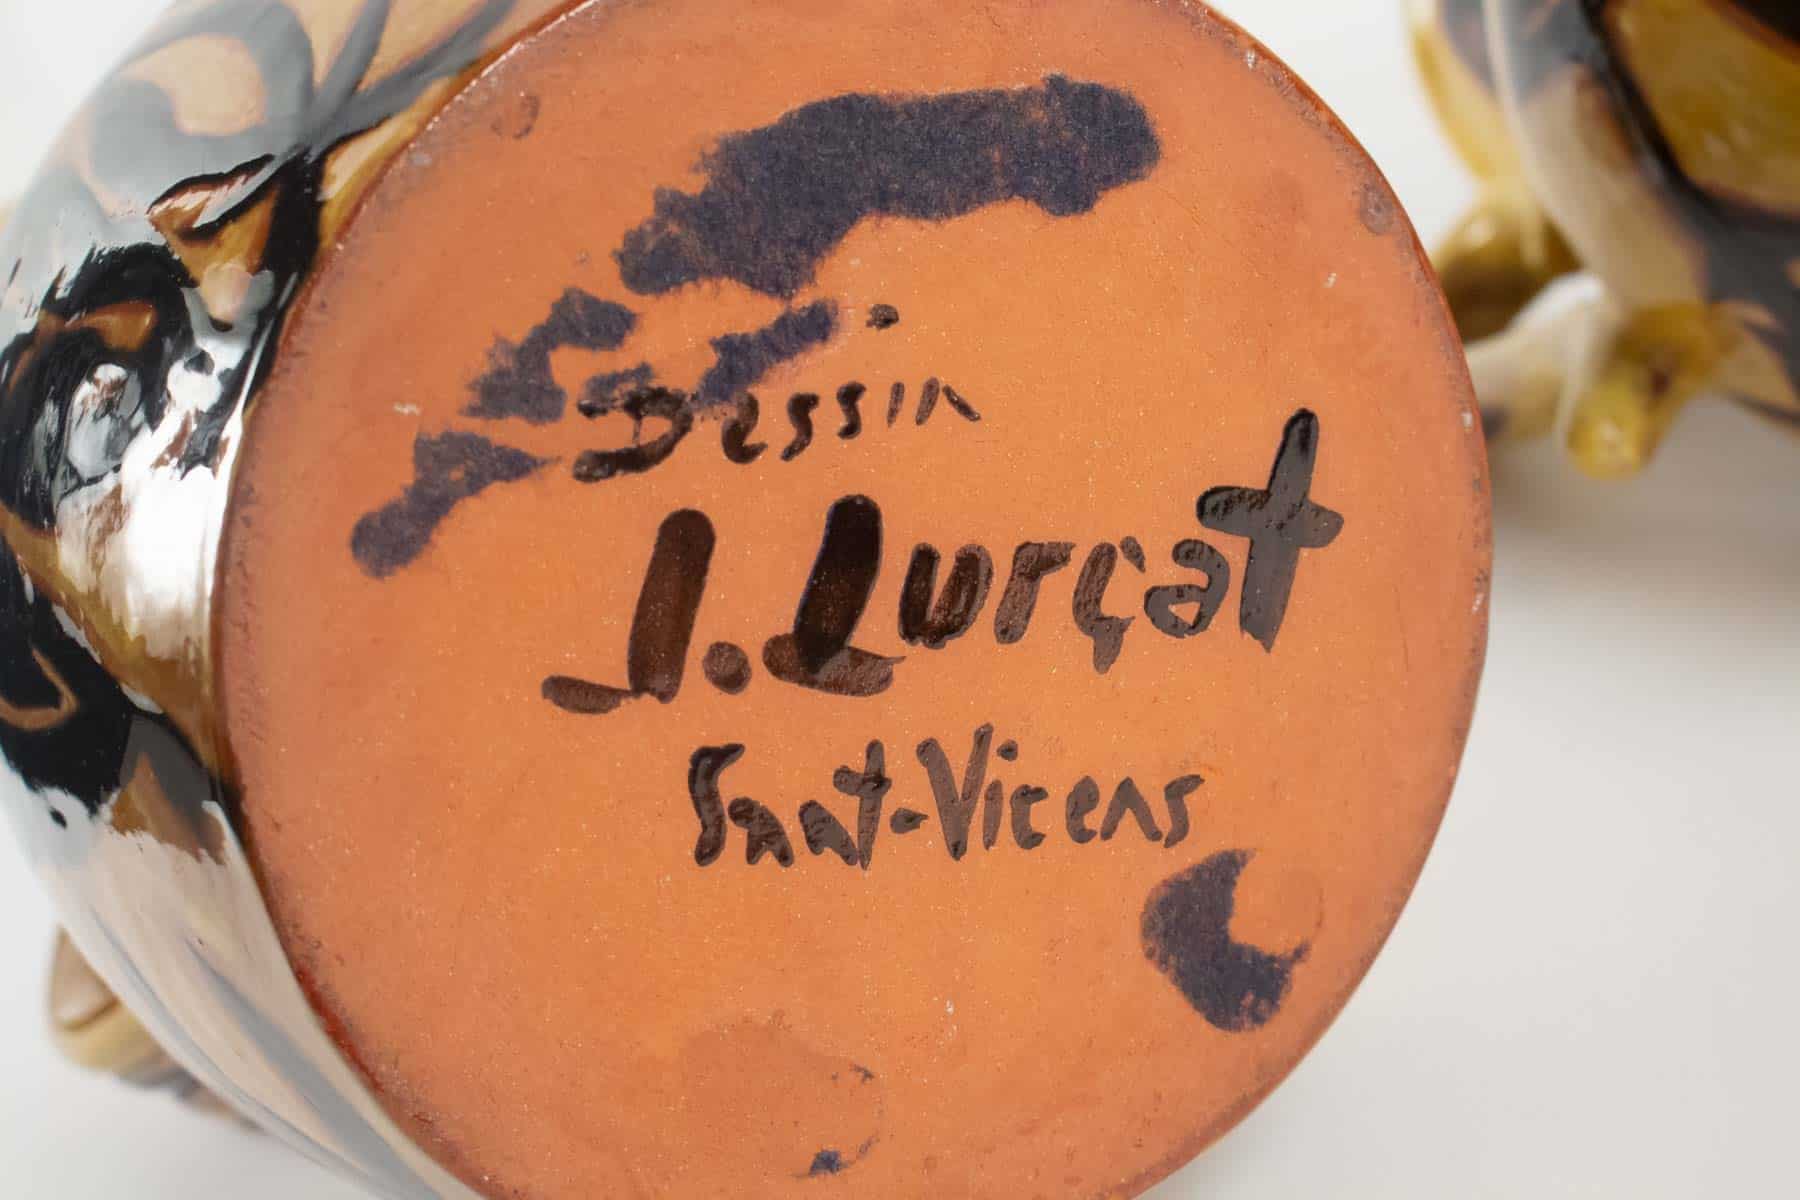 Dessin
J. Lurçat
Sant-Vicens